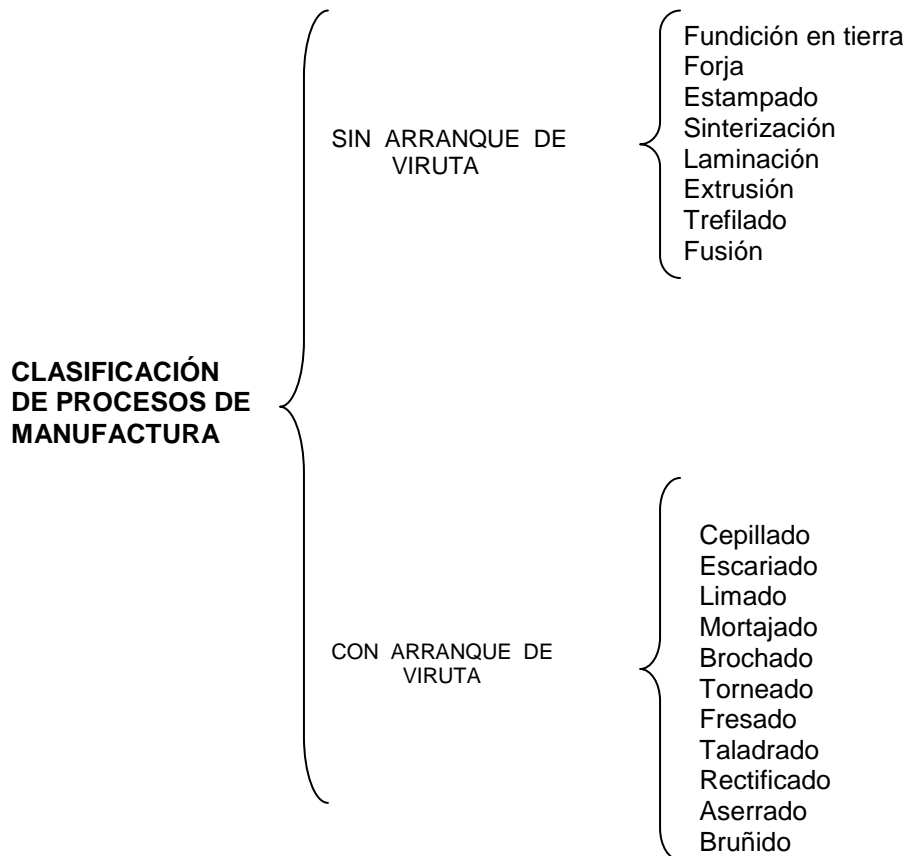 CLASIFICACIÓN
DE PROCESOS DE
MANUFACTURA
SIN ARRANQUE DE
VIRUTA
Fundición en tierra
Forja
Estampado
Sinterización
Laminación
Extrusión
Trefilado
Fusión
CON ARRANQUE DE
VIRUTA
Cepillado
Escariado
Limado
Mortajado
Brochado
Torneado
Fresado
Taladrado
Rectificado
Aserrado
Bruñido